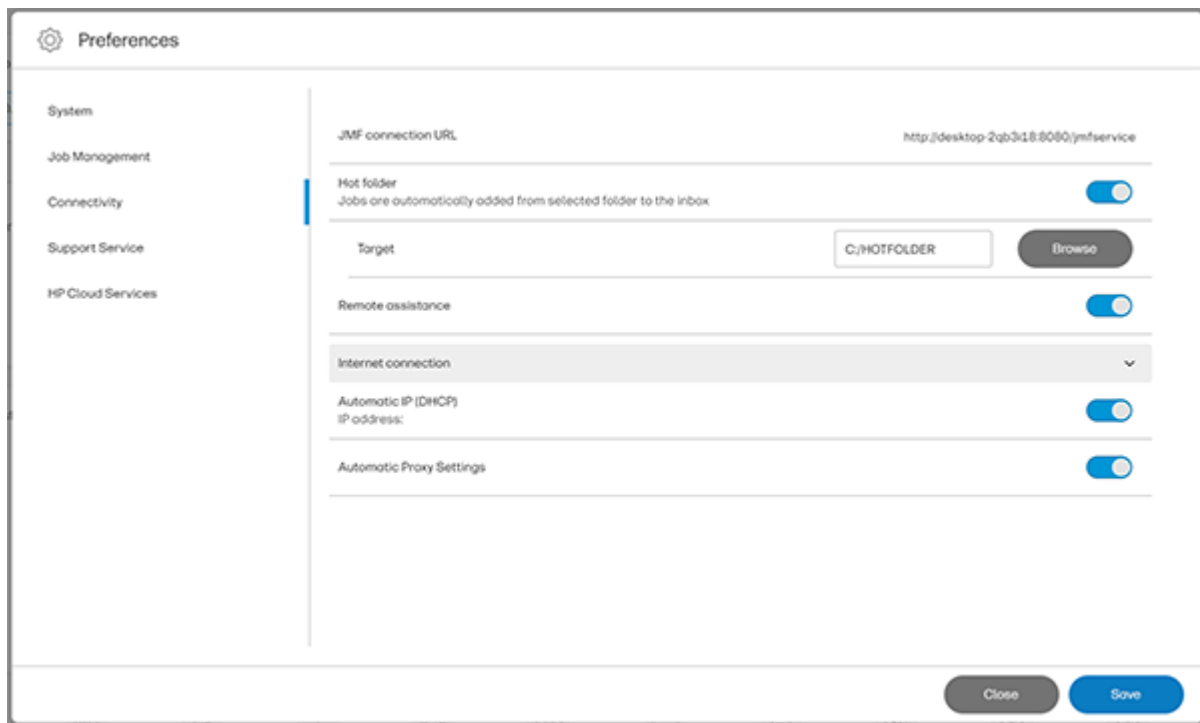 Preferences
System
Job Management
Connectivity
Support Service
HP Cloud Services
JMF connection URL
http://desktop-2qb3i18:8080/jmfservice
Hot folder
Jobs are automatically added from selected folder to the inbox
Target
C:/HOTFOLDER
Browse
Remote assistance
Internet connection
Automatic IP (DHCP)
IP address:
Automatic Proxy Settings
Close
Save